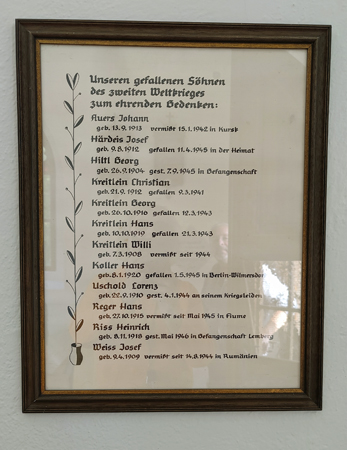 Unseren gefallenen Söhnen
des zweiten Weltkrieges
zum ehrenden Gedenken:
Auers Johann
geb. 13.9.1913 vermißt 15.1.1942 in Kursk
Härdeis Josef
geb. 9.8.1912 gefallen 11.4.1945 in der Heimat
Hiltl Georg
geb. 26.9.1904 gest. 7.9.1945 in Gefangenschaft
Kreitlein Christian
geb. 21.9.1912 gefallen 9.3.1941
Kreitlein Georg
geb. 26.10.1916 gefallen 12.3.1943
Kreitlein Hans
geb. 10.10.1919 gefallen 21.3.1943
Kreitlein Willi
geb. 7.3.1908 vermißt seit 1944
Koller Hans
geb. 8.1.1920 gefallen 1.5.1945 in Berlin-Wilmersdorf
Uschold Lorenz
geb. 22.9.1910 gest. 4.1.1944 an seinem Kriegsleiden
Reger Hans
geb. 27.10.1915 vermißt seit Mai 1945 in Fiume
Riss Heinrich
geb. 8.11.1918 gest. Mai 1946 in Gefangenschaft Lemberg
Weiss Josef
geb. 9.4.1909 vermißt seit 14.8.1944 in Rumänien